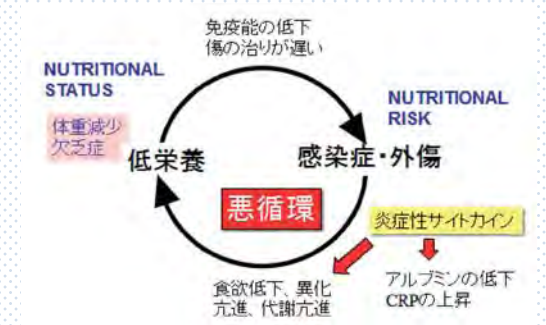 免疫能の低下
傷の治りが遅い
NUTRITIONAL
STATUS
NUTRITIONAL
RISK
体重減少
欠乏症
低栄養
感染症・外傷
悪循環
炎症性サイトカイン
食欲低下、異化
亢進、代謝亢進
アルブミンの低下
CRPの上昇